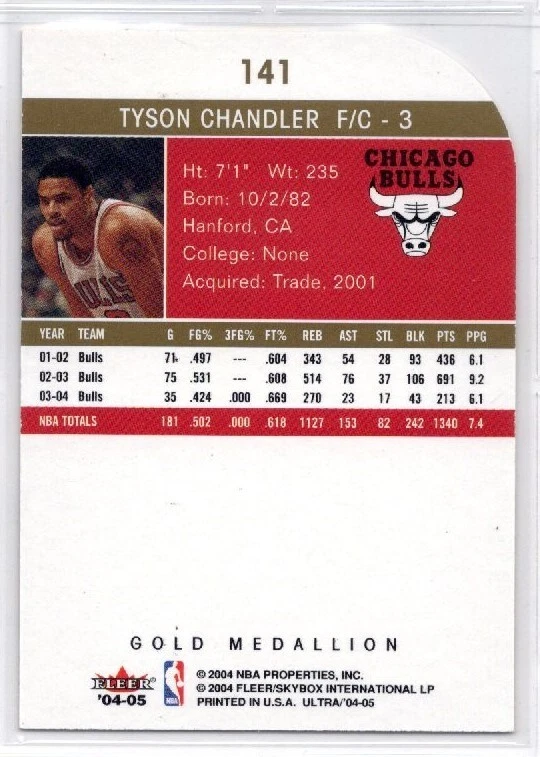 141
TYSON CHANDLER F/C - 3
CHICAGO
BULLS
Ht: 7'1" Wt: 235
Born: 10/2/82
Hanford, CA
College: None
Acquired: Trade, 2001
BULLS
YEAR TEAM G FG% 3FG% FT% REB AST STL BLK PTS PPG
01-02 Bulls 71 .497 --- .604 343 54 28 93 436 6.1
02-03 Bulls 75 .531 --- .608 514 76 37 106 691 9.2
03-04 Bulls 35 .424 .000 .669 270 23 17 43 213 6.1
NBA TOTALS 181 .502 .000 .618 1127 153 82 242 1340 7.4
GOLD MEDALLION
FLEER
'04-05
NBA
© 2004 NBA PROPERTIES, INC.
© 2004 FLEER/SKYBOX INTERNATIONAL LP
PRINTED IN U.S.A. ULTRA/'04-05